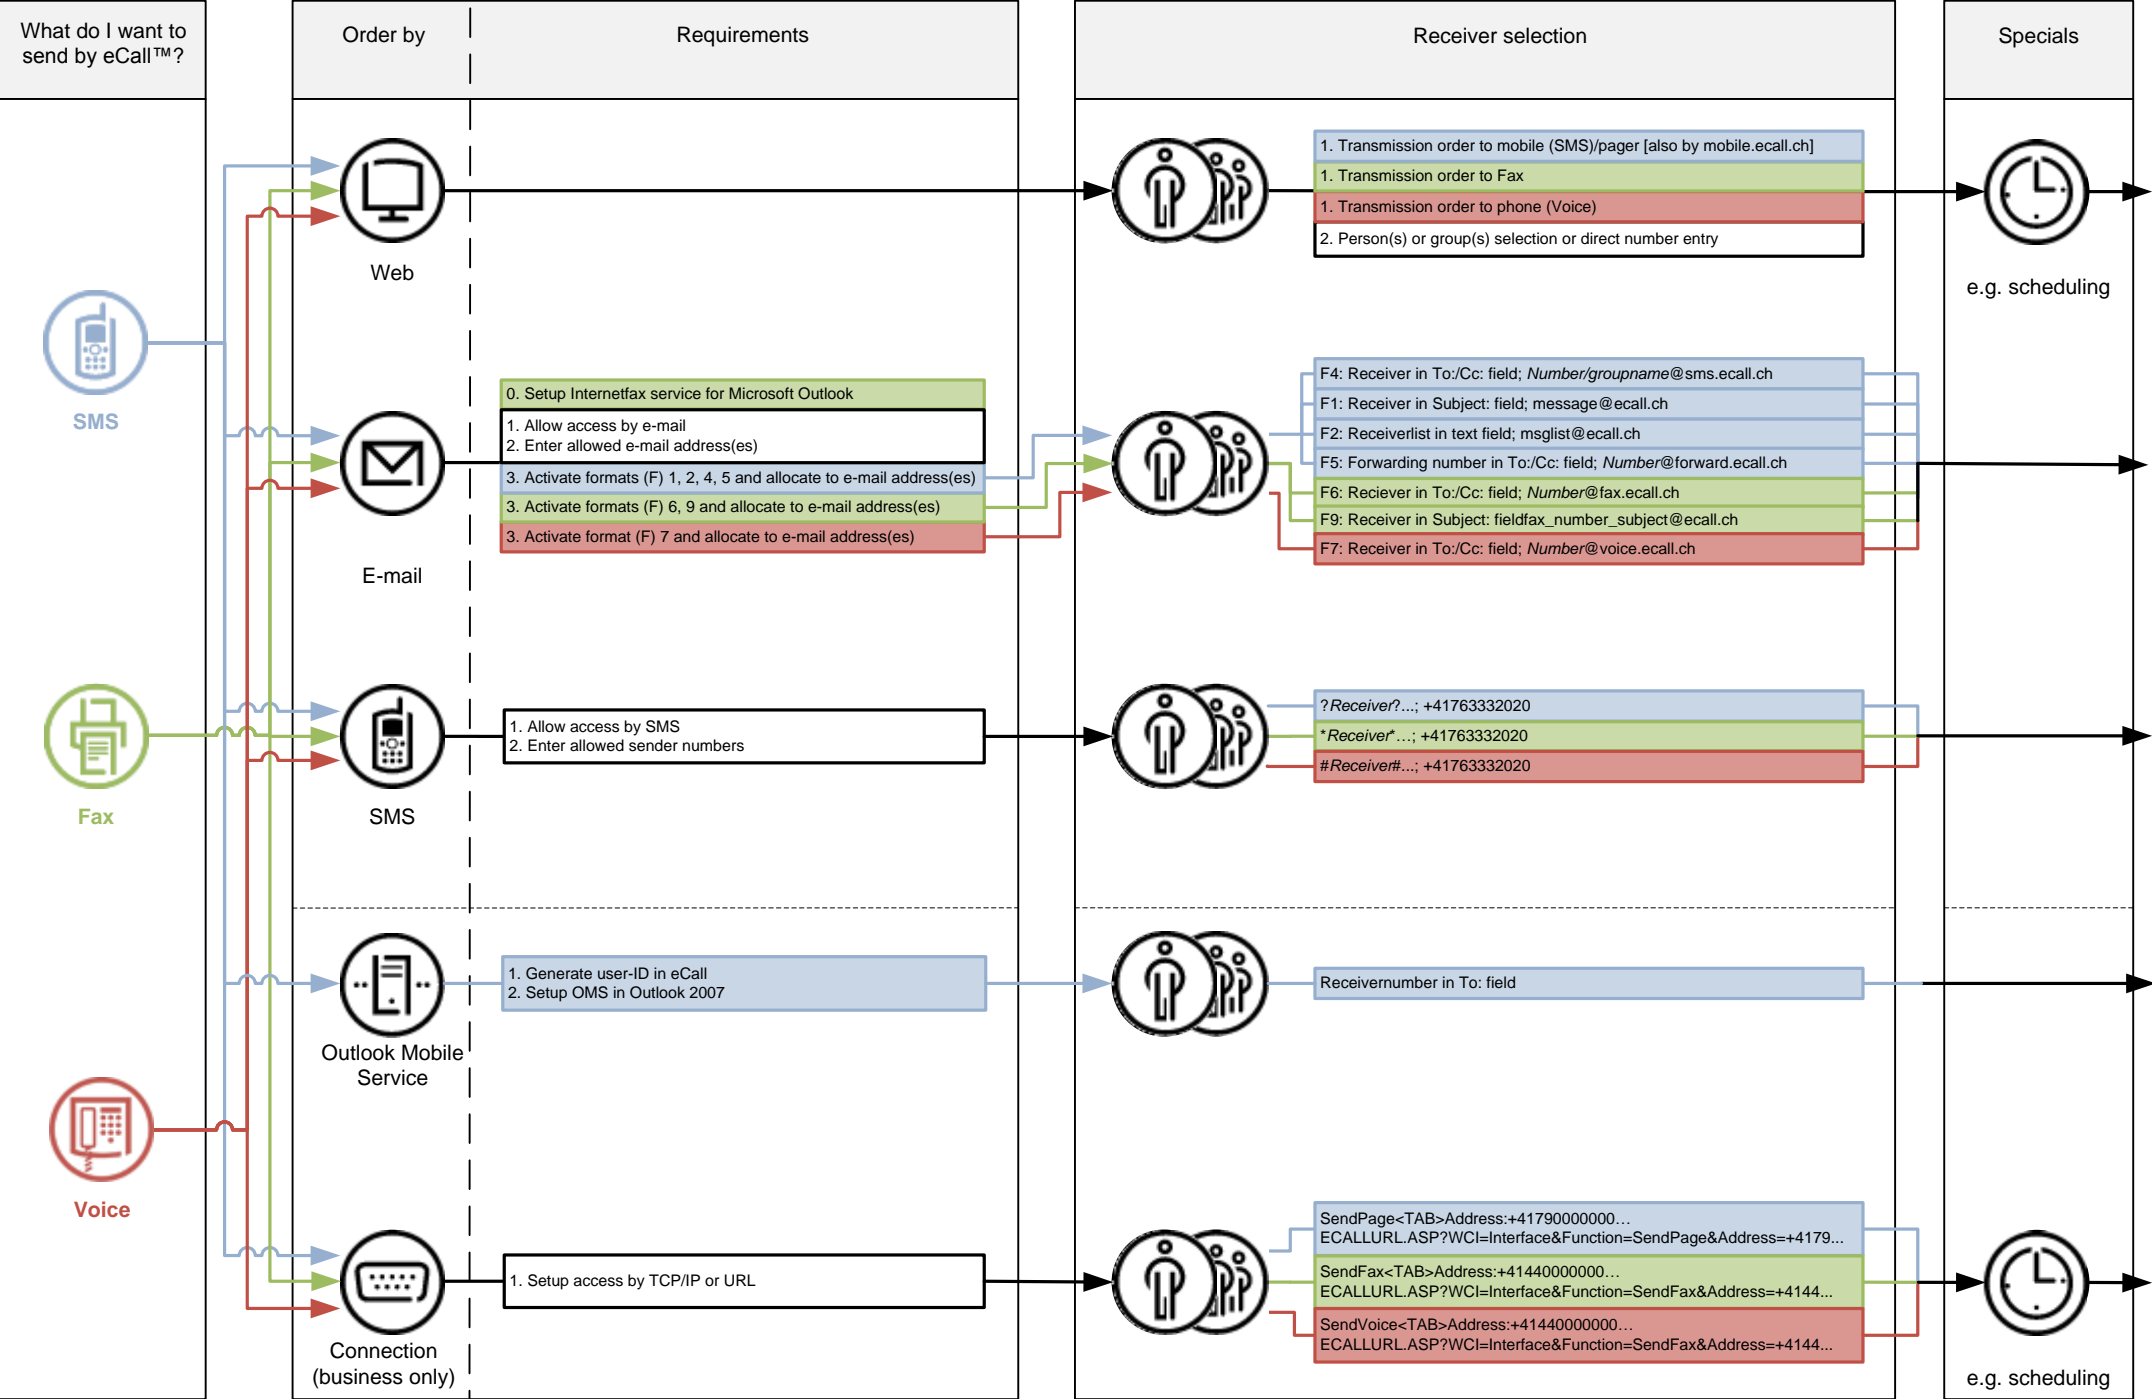 What do I want to
send by eCall™?
Order by
Requirements
Receiver selection
Specials
SMS
Fax
Voice
Web
1. Transmission order to mobile (SMS)/pager [also by mobile.ecall.ch]
1. Transmission order to Fax
1. Transmission order to phone (Voice)
2. Person(s) or group(s) selection or direct number entry
e.g. scheduling
E-mail
0. Setup Internetfax service for Microsoft Outlook
1. Allow access by e-mail
2. Enter allowed e-mail address(es)
3. Activate formats (F) 1, 2, 4, 5 and allocate to e-mail address(es)
3. Activate formats (F) 6, 9 and allocate to e-mail address(es)
3. Activate format (F) 7 and allocate to e-mail address(es)
F4: Receiver in To:/Cc: field; Number/groupname@sms.ecall.ch
F1: Receiver in Subject: field; message@ecall.ch
F2: Receiverlist in text field; msglist@ecall.ch
F5: Forwarding number in To:/Cc: field; Number@forward.ecall.ch
F6: Reciever in To:/Cc: field; Number@fax.ecall.ch
F9: Receiver in Subject: fieldfax_number_subject@ecall.ch
F7: Receiver in To:/Cc: field; Number@voice.ecall.ch
SMS
1. Allow access by SMS
2. Enter allowed sender numbers
?Receiver?...; +41763332020
*Receiver*…; +41763332020
#Receiver#...; +41763332020
Outlook Mobile
Service
1. Generate user-ID in eCall
2. Setup OMS in Outlook 2007
Receivernumber in To: field
Connection
(business only)
1. Setup access by TCP/IP or URL
SendPage<TAB>Address:+41790000000…
ECALLURL.ASP?WCI=Interface&Function=SendPage&Address=+4179...
SendFax<TAB>Address:+41440000000…
ECALLURL.ASP?WCI=Interface&Function=SendFax&Address=+4144...
SendVoice<TAB>Address:+41440000000…
ECALLURL.ASP?WCI=Interface&Function=SendFax&Address=+4144...
e.g. scheduling